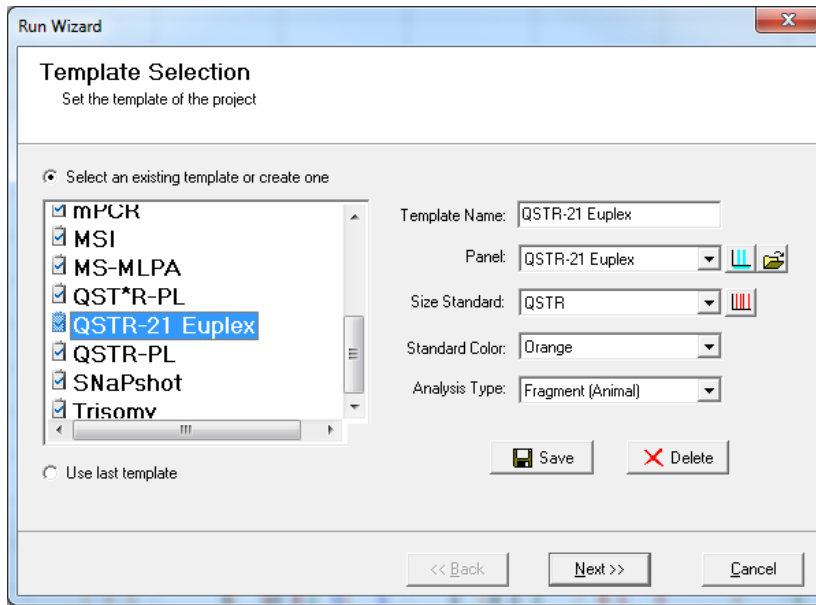 Run Wizard
Template Selection
Set the template of the project
Select an existing template or create one
mPCR
MSI
MS-MLPA
QST*R-PL
QSTR-21 Euplex
QSTR-PL
SNaPshot
Trisomy
Use last template
Template Name: QSTR-21 Euplex
Panel: QSTR-21 Euplex
Size Standard: QSTR
Standard Color: Orange
Analysis Type: Fragment (Animal)
Save Delete
<< Back Next >> Cancel